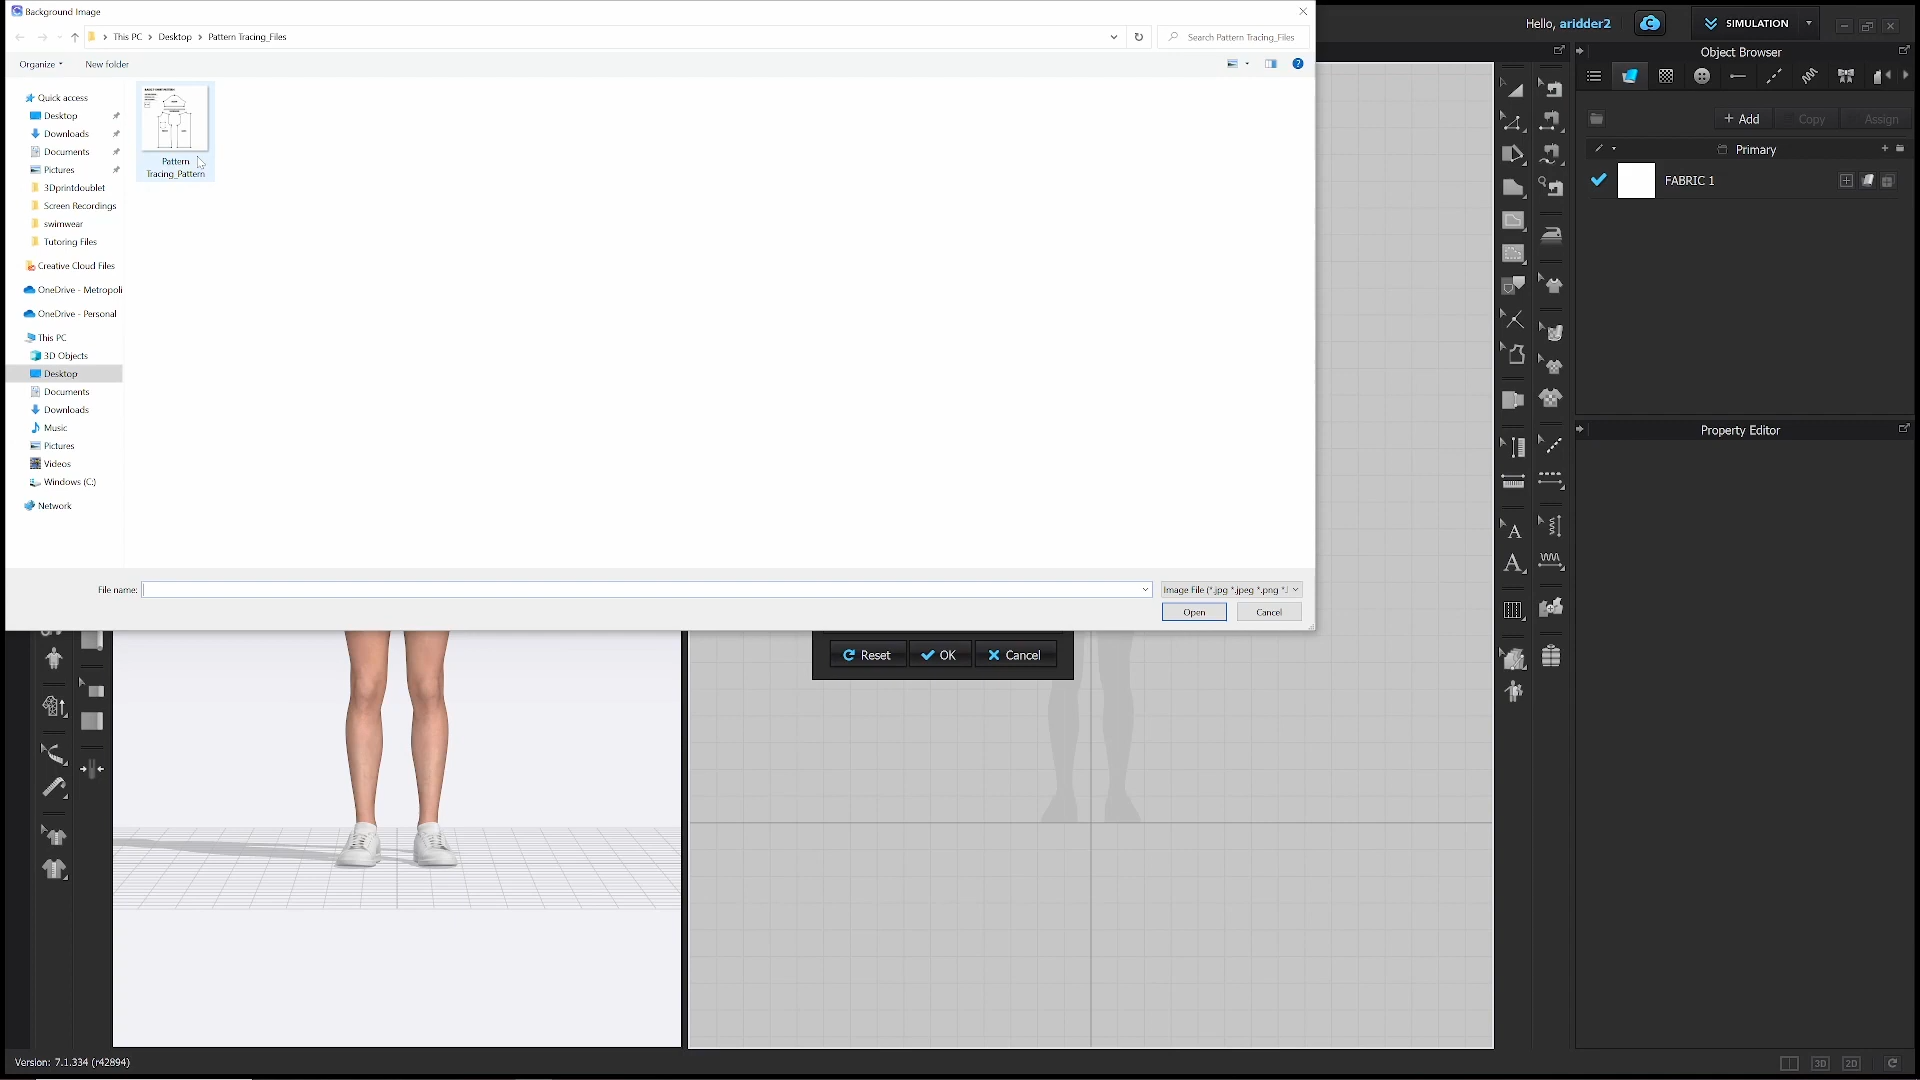 Background Image
Hello, aridder2
SIMULATION
This PC
Desktop
Pattern Tracing_Files
Search Pattern Tracing_Files
Object Browser
Organize
New folder
Quick access
Desktop
Downloads
Documents
Pictures
3Dprintdoublet
Screen Recordings
swimwear
Tutoring Files
Creative Cloud Files
OneDrive - Metropoli
OneDrive - Personal
This PC
3D Objects
Desktop
Documents
Downloads
Music
Pictures
Videos
Windows (C:)
Network
Pattern
Tracing_Pattern
+ Add
Copy
Assign
Primary
FABRIC 1
Property Editor
File name:
Image File (*.jpg *.jpeg *.png *.
Open
Cancel
Reset
OK
Cancel
Version: 7.1.334 (r42894)
3D
2D